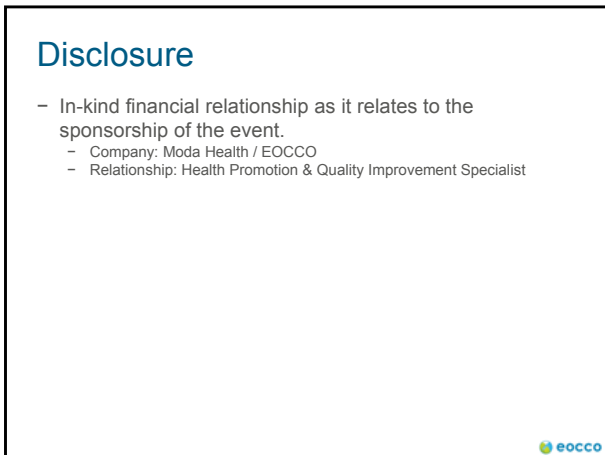 Disclosure
− In-kind financial relationship as it relates to the
sponsorship of the event.
− Company: Moda Health / EOCCO
− Relationship: Health Promotion & Quality Improvement Specialist
eocco